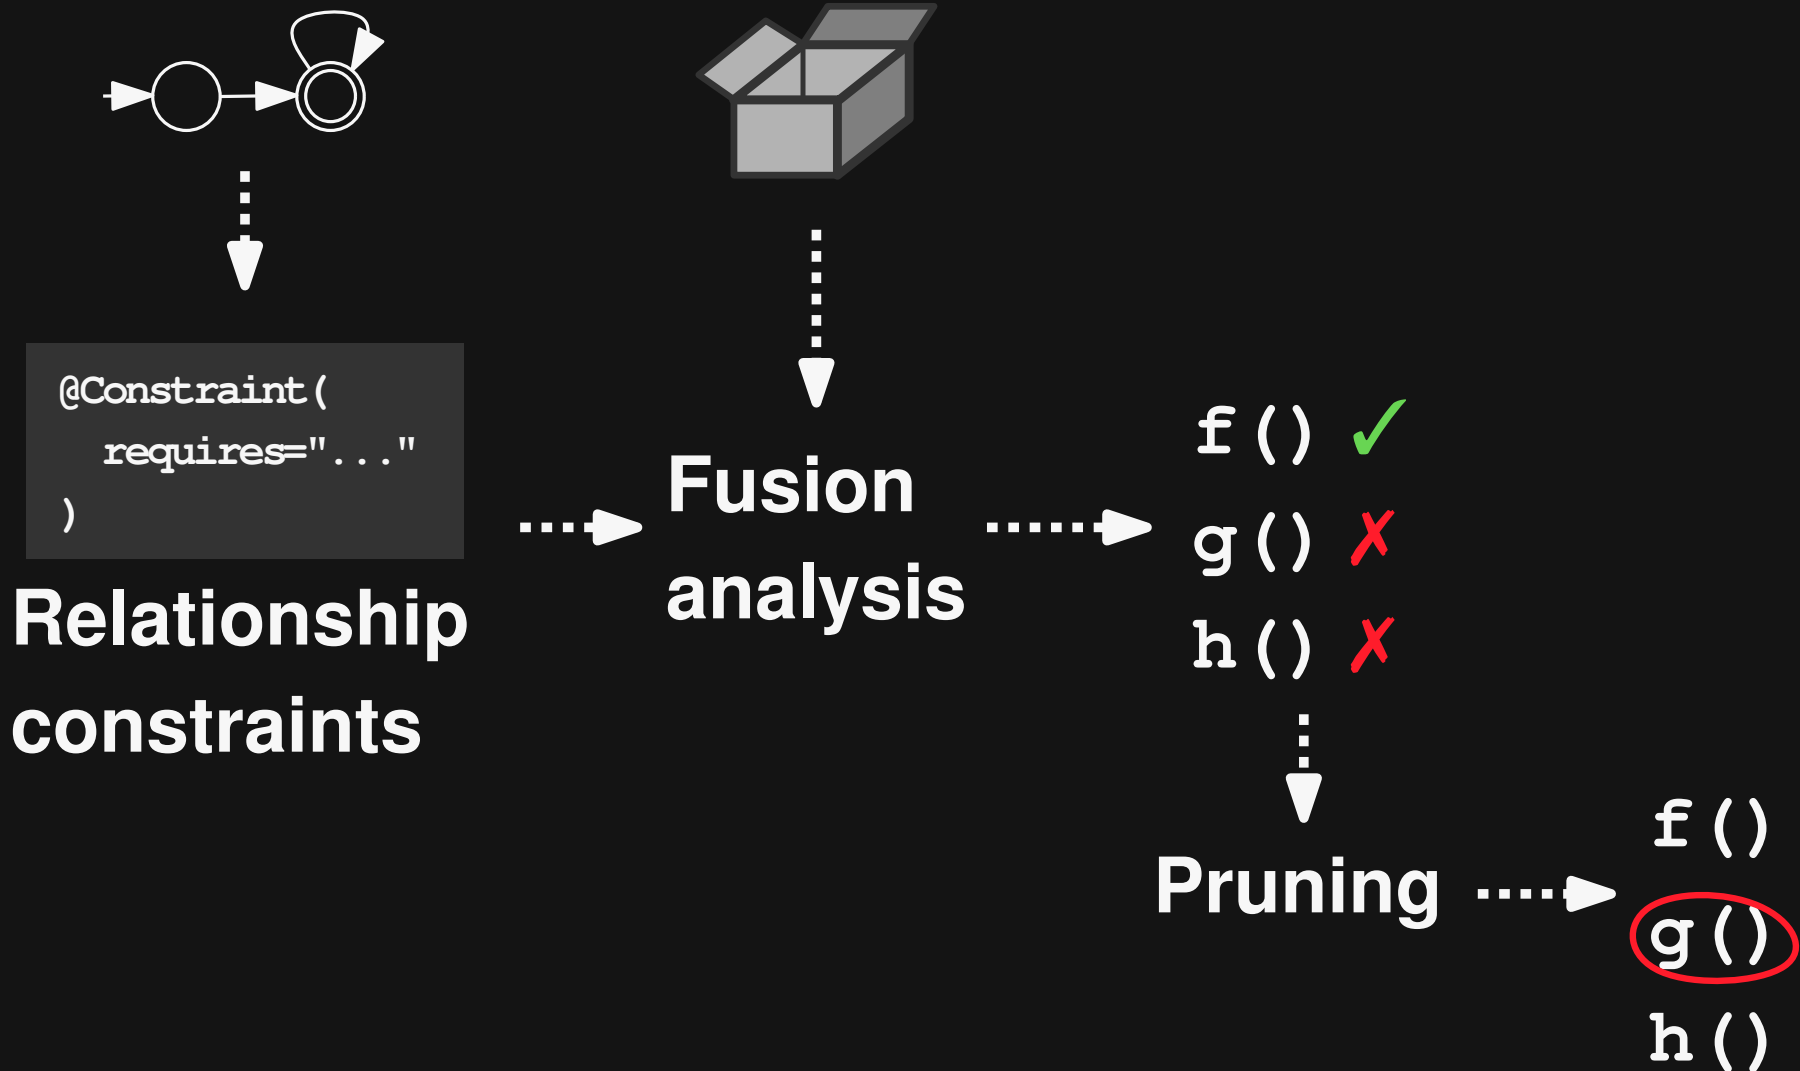 @Constraint(
requires="..."
)
Relationship
constraints
Fusion
analysis
f() ✓
g() ✗
h() ✗
Pruning
f()
g()
h()